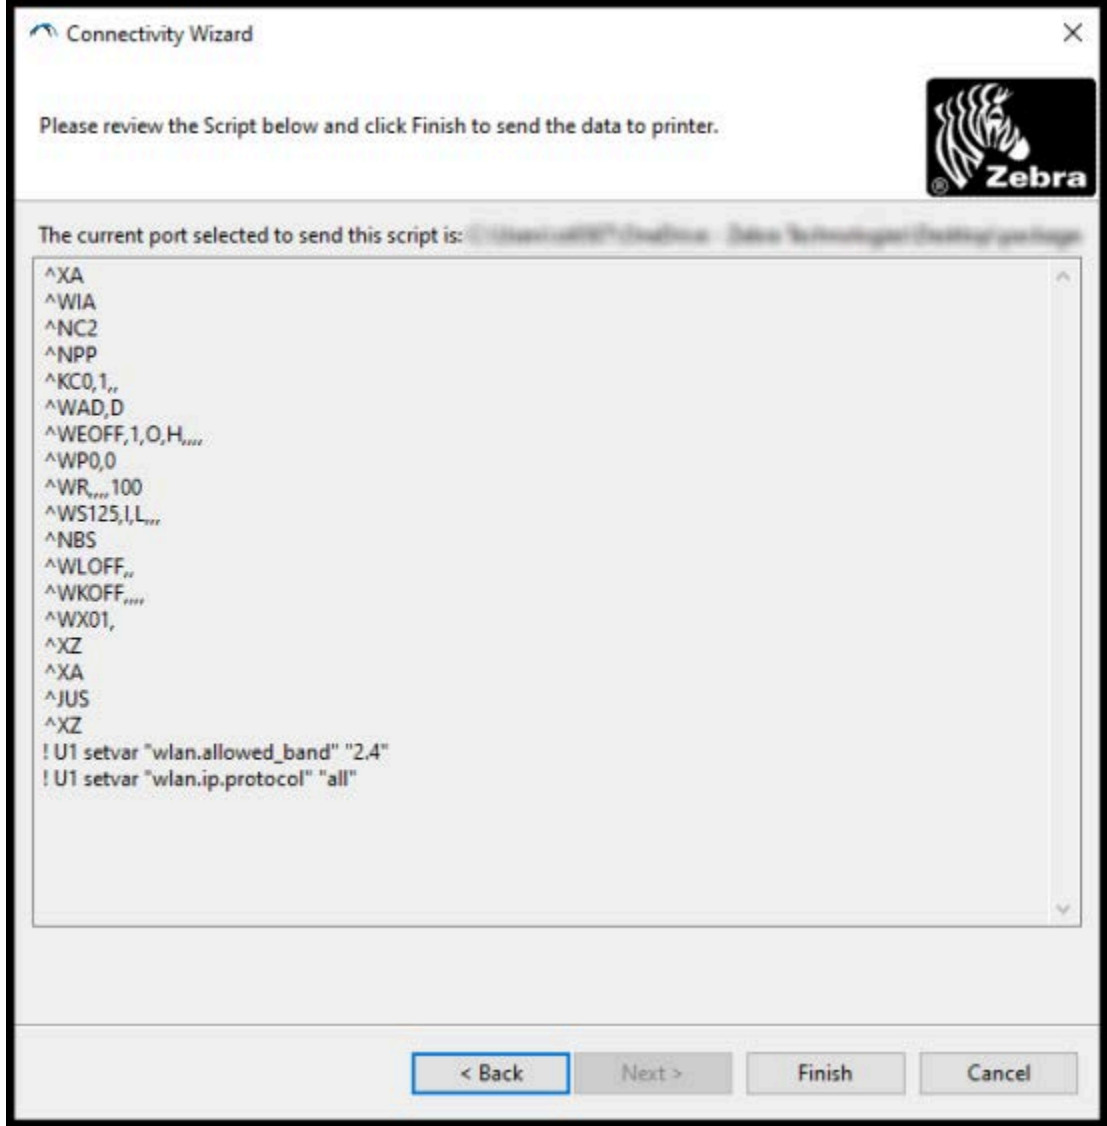 Connectivity Wizard
Please review the Script below and click Finish to send the data to printer.
® Zebra
The current port selected to send this script is:
^XA
^WIA
^NC2
^NPP
^KC0,1,,
^WAD,D
^WEOFF,1,O,H,,,,
^WP0,0
^WR,,,,100
^WS125,I,L,,,
^NBS
^WLOFF,,
^WKOFF,,,,
^WX01,
^XZ
^XA
^JUS
^XZ
! U1 setvar "wlan.allowed_band" "2.4"
! U1 setvar "wlan.ip.protocol" "all"
< Back Next > Finish Cancel